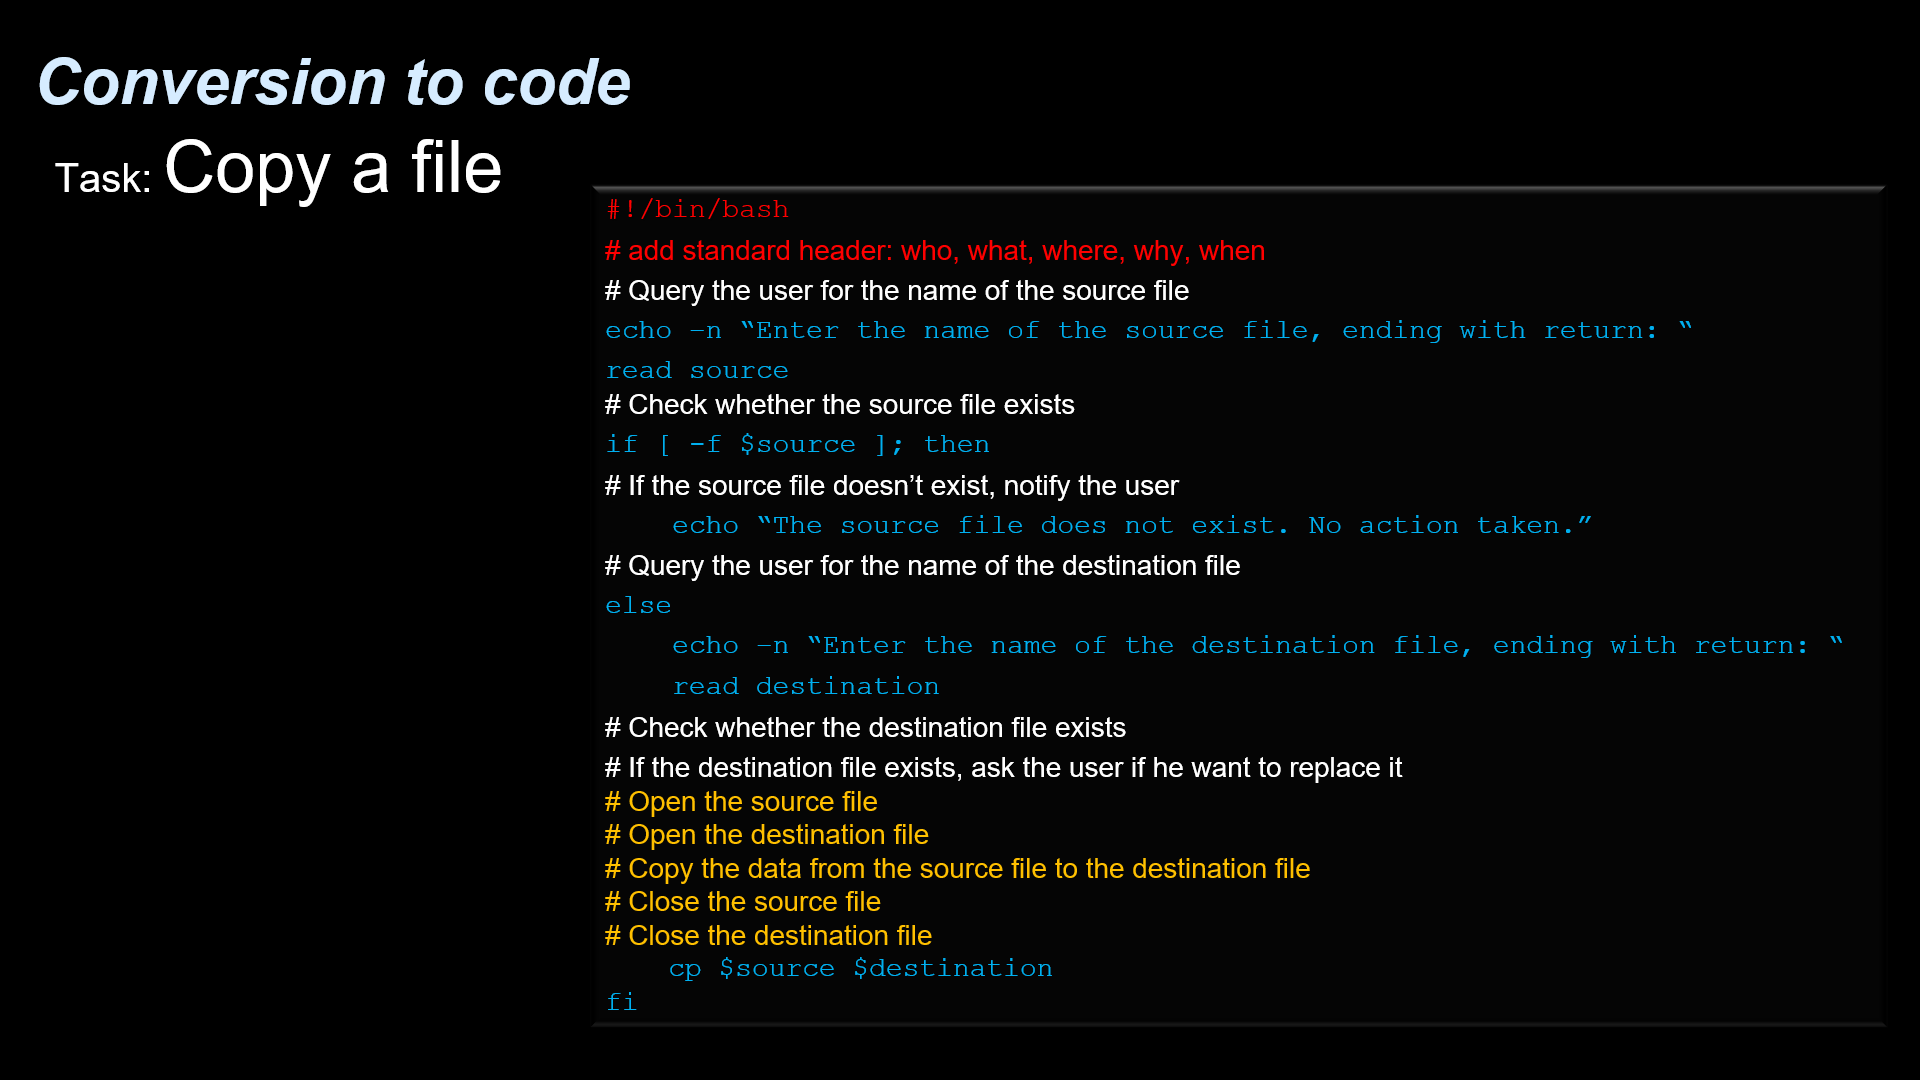 Conversion to code
Task: Copy a file
#!/bin/bash
# add standard header: who, what, where, why, when
# Query the user for the name of the source file
echo –n “Enter the name of the source file, ending with return: “
read source
# Check whether the source file exists
if [ -f $source ]; then
# If the source file doesn’t exist, notify the user
echo “The source file does not exist. No action taken.”
# Query the user for the name of the destination file
else
echo –n “Enter the name of the destination file, ending with return: “
read destination
# Check whether the destination file exists
# If the destination file exists, ask the user if he want to replace it
# Open the source file
# Open the destination file
# Copy the data from the source file to the destination file
# Close the source file
# Close the destination file
cp $source $destination
fi